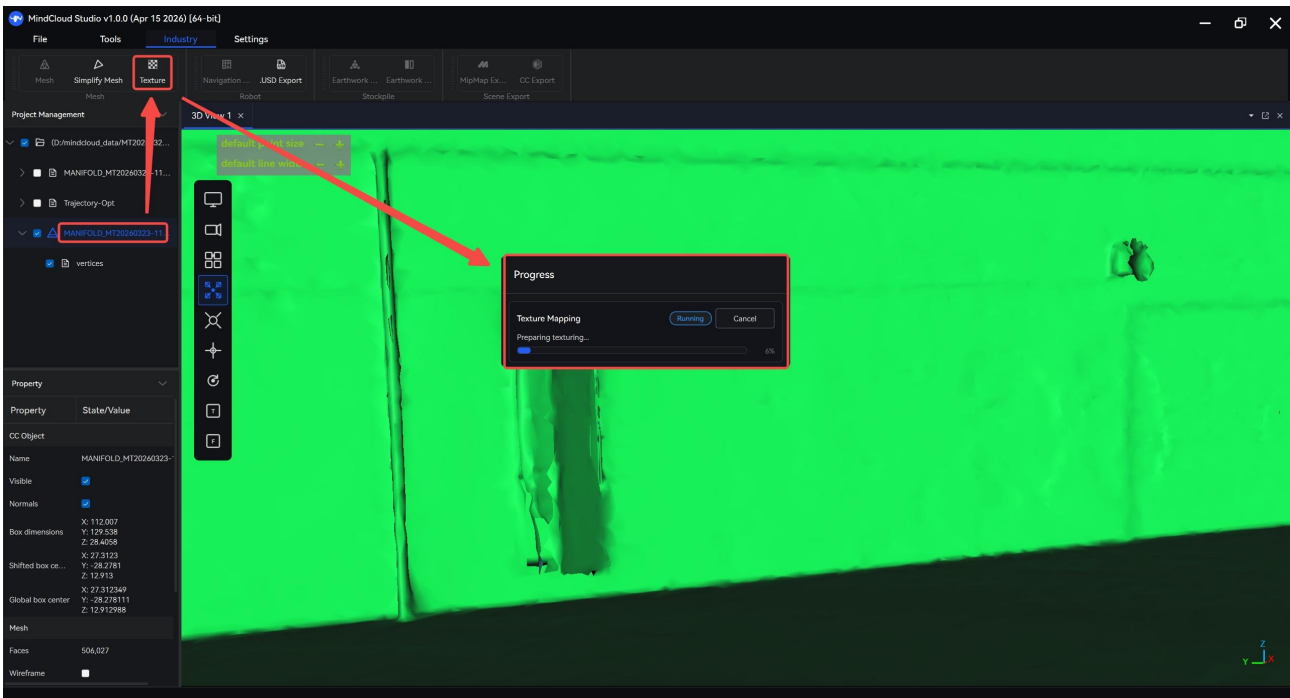 MindCloud Studio v1.0.0 (Apr 15 2026) [64-bit]
File Tools Industry Settings
Mesh Simplify Mesh Texture Navigation ... .USD Export Earthwork ... Earthwork ... MipMap Ex... CC Export
Mesh Robot Stockpile Scene Export
Project Management
3D View 1
(D:/mindcloud_data/MT202
MANIFOLD_MT2026032
Trajectory-Opt
MANIFOLD_MT20260323-11...
vertices
default point size
default line width
T
F
Progress
Texture Mapping Running Cancel
Preparing texturing...
6%
Property
Property State/Value
CC Object
Name MANIFOLD_MT20260323-
Visible
Normals
Box dimensions
X: 112.007
Y: 129.538
Z: 28.4058
Shifted box ce...
X: 27.3123
Y: -28.2781
Z: 12.913
Global box center
X: 27.312349
Y: -28.278111
Z: 12.912988
Mesh
Faces 506,027
Wireframe
Z
Y X